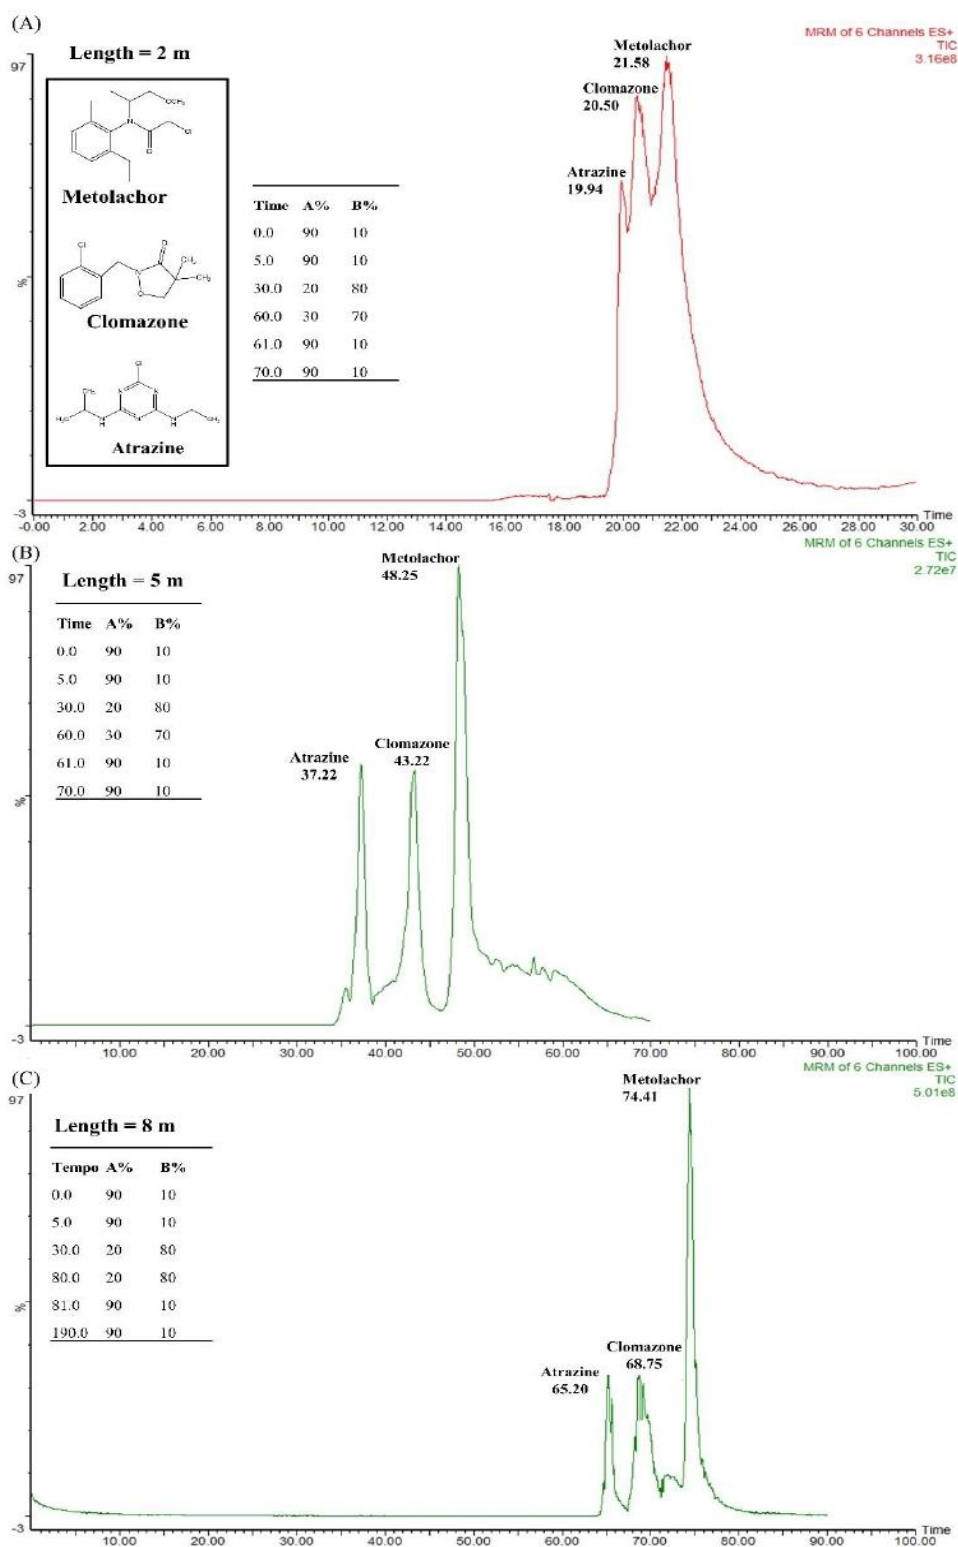 (A)
MRM of 6 Channels ES+
TIC
3.16e8
97
Length = 2 m
Metolachor
21.58
Clomazone
20.50
Atrazine
19.94
OCH3
N
O
Cl
Metolachor
Cl
O
CH3
CH3
N
O
Clomazone
Cl
CH3
N
N
H3C
N
H
N
N
H
CH3
Atrazine
Time A% B%
0.0 90 10
5.0 90 10
30.0 20 80
60.0 30 70
61.0 90 10
70.0 90 10
%
-3
-0.00 2.00 4.00 6.00 8.00 10.00 12.00 14.00 16.00 18.00 20.00 22.00 24.00 26.00 28.00 30.00 Time
(B)
MRM of 6 Channels ES+
TIC
2.72e7
97
Length = 5 m
Metolachor
48.25
Atrazine
37.22
Clomazone
43.22
Time A% B%
0.0 90 10
5.0 90 10
30.0 20 80
60.0 30 70
61.0 90 10
70.0 90 10
%
-3
10.00 20.00 30.00 40.00 50.00 60.00 70.00 80.00 90.00 100.00 Time
(C)
MRM of 6 Channels ES+
TIC
5.01e8
97
Length = 8 m
Metolachor
74.41
Atrazine
65.20
Clomazone
68.75
Tempo A% B%
0.0 90 10
5.0 90 10
30.0 20 80
80.0 20 80
81.0 90 10
190.0 90 10
%
-3
10.00 20.00 30.00 40.00 50.00 60.00 70.00 80.00 90.00 100.00 Time